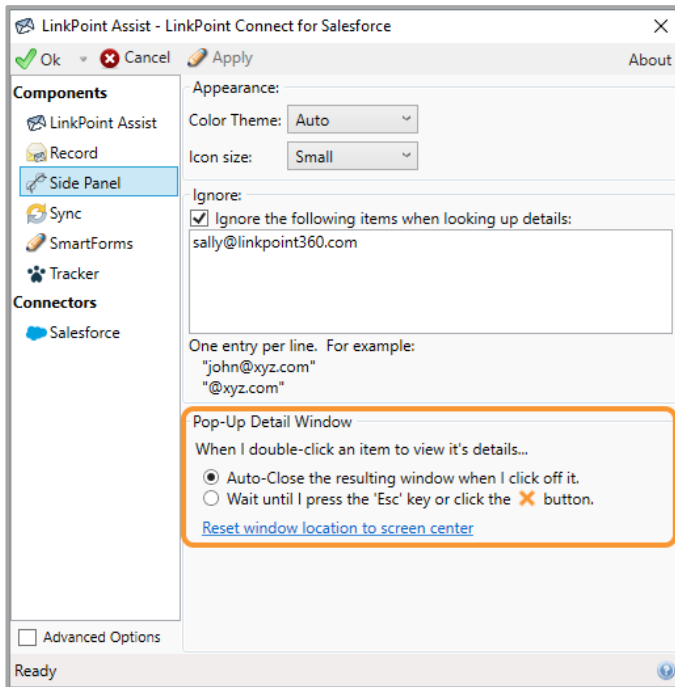 LinkPoint Assist - LinkPoint Connect for Salesforce
Ok Cancel Apply About
Components
LinkPoint Assist
Record
Side Panel
Sync
SmartForms
Tracker
Connectors
Salesforce
Advanced Options
Appearance:
Color Theme: Auto
Icon size: Small
Ignore:
Ignore the following items when looking up details:
sally@linkpoint360.com
One entry per line. For example:
"john@xyz.com"
"@xyz.com"
Pop-Up Detail Window
When I double-click an item to view it's details...
Auto-Close the resulting window when I click off it.
Wait until I press the 'Esc' key or click the button.
Reset window location to screen center
Ready